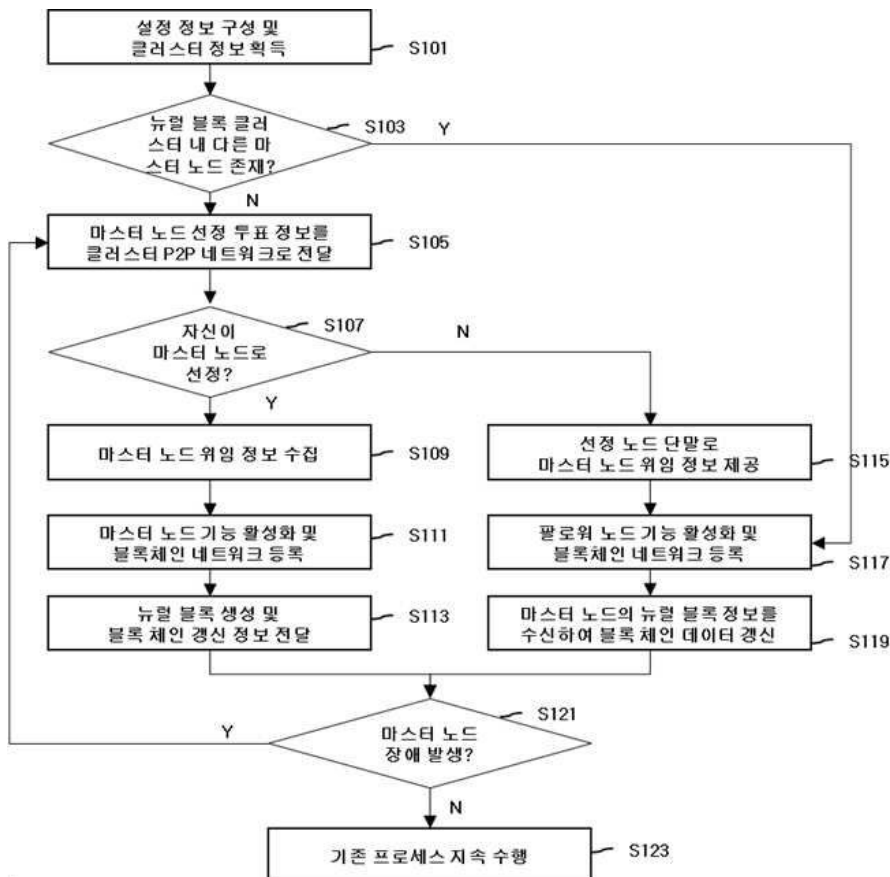 설정 정보 구성 및
클러스터 정보 획득
S101
뉴럴 블록 클러
스터 내 다른 마
스터 노드 존재?
S103
Y
N
마스터 노드 선정 투표 정보를
클러스터 P2P 네트워크로 전달
S105
자신이
마스터 노드로
선정?
S107
N
Y
마스터 노드 위임 정보 수집
S109
선정 노드 단말로
마스터 노드 위임 정보 제공
S115
마스터 노드 기능 활성화 및
블록체인 네트워크 등록
S111
팔로워 노드 기능 활성화 및
블록체인 네트워크 등록
S117
뉴럴 블록 생성 및
블록 체인 갱신 정보 전달
S113
마스터 노드의 뉴럴 블록 정보를
수신하여 블록 체인 데이터 갱신
S119
마스터 노드
장애 발생?
S121
Y
N
기존 프로세스 지속 수행
S123